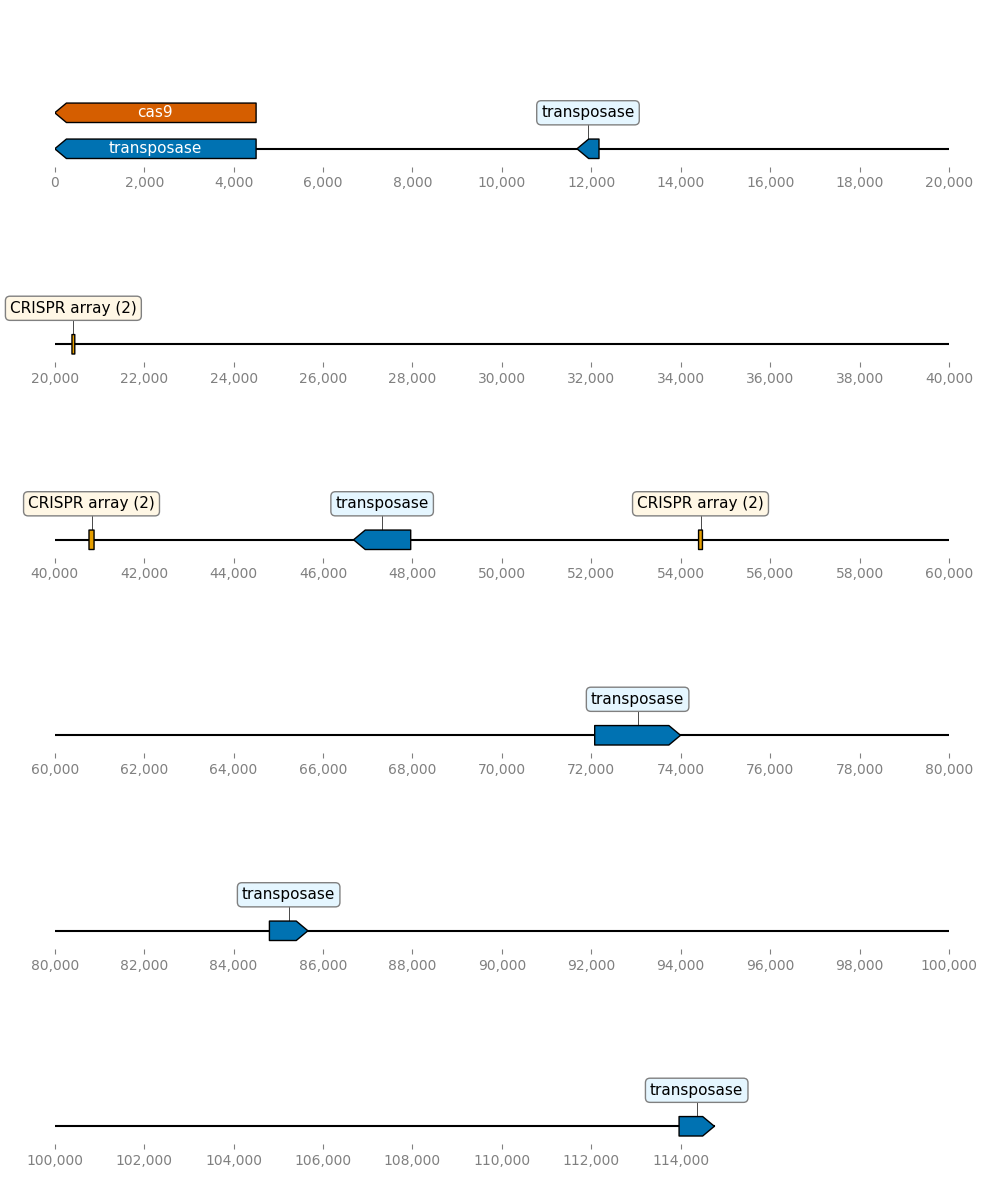 cas9 transposase
transposase
0 2,000 4,000 6,000 8,000 10,000 12,000 14,000 16,000 18,000 20,000
CRISPR array (2)
20,000 22,000 24,000 26,000 28,000 30,000 32,000 34,000 36,000 38,000 40,000
CRISPR array (2) transposase CRISPR array (2)
40,000 42,000 44,000 46,000 48,000 50,000 52,000 54,000 56,000 58,000 60,000
transposase
60,000 62,000 64,000 66,000 68,000 70,000 72,000 74,000 76,000 78,000 80,000
transposase
80,000 82,000 84,000 86,000 88,000 90,000 92,000 94,000 96,000 98,000 100,000
transposase
100,000 102,000 104,000 106,000 108,000 110,000 112,000 114,000